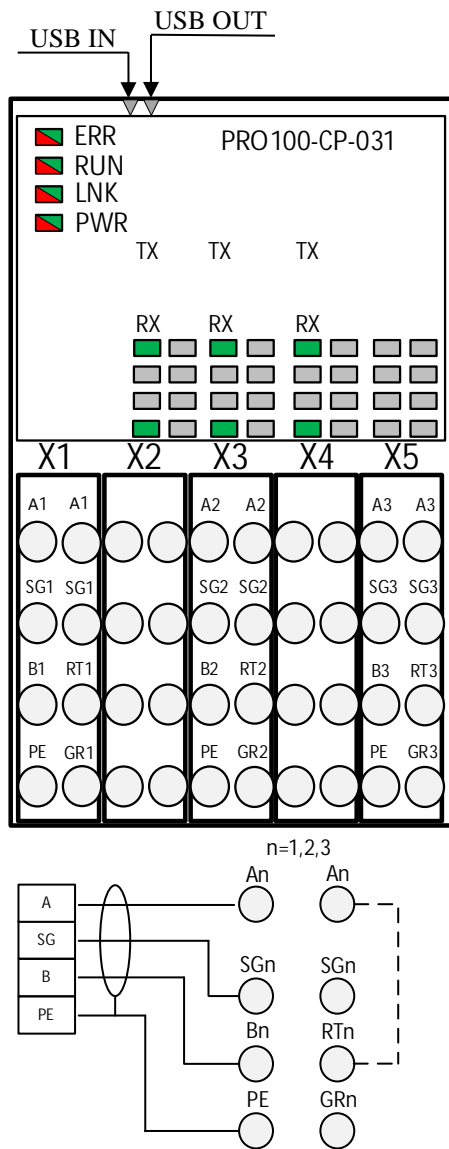 USB IN
USB OUT
ERR PRO100-CP-031
RUN
LNK
PWR
TX TX TX
RX RX RX
X1 X2 X3 X4 X5
A1 A1 A2 A2 A3 A3
SG1 SG1 SG2 SG2 SG3 SG3
B1 RT1 B2 RT2 B3 RT3
PE GR1 PE GR2 PE GR3
n=1,2,3
An An
A
SG
SGn SGn
B
Bn RTn
PE
PE GRn